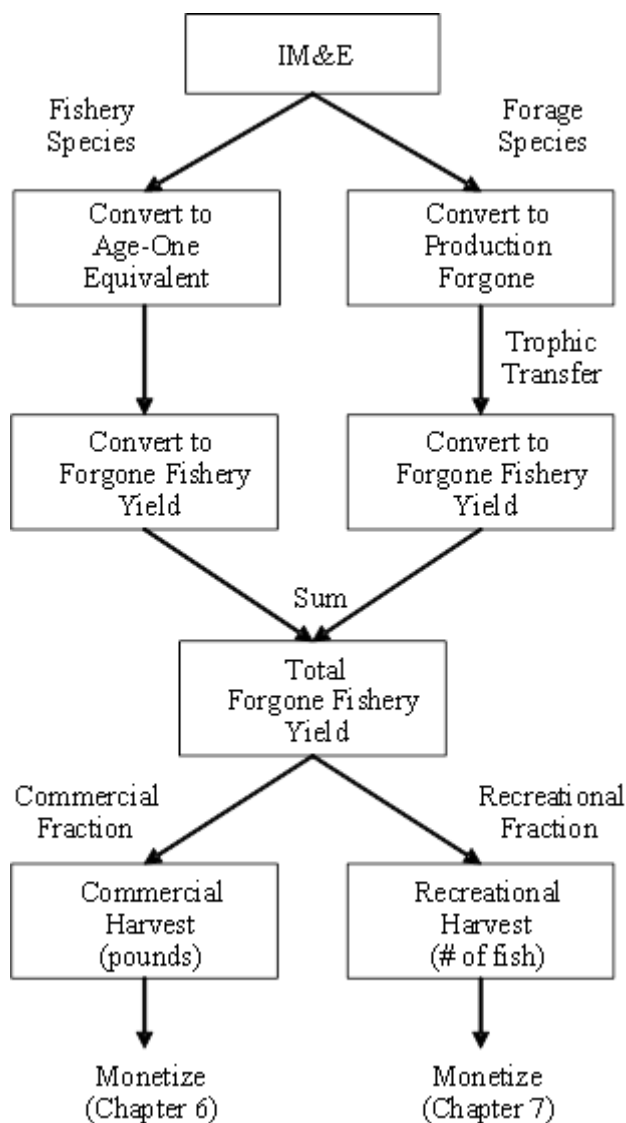 IM&E
Fishery
Species
Forage
Species
Convert to
Age-One
Equivalent
Convert to
Production
Forgone
Trophic
Transfer
Convert to
Forgone Fishery
Yield
Convert to
Forgone Fishery
Yield
Sum
Total
Forgone Fishery
Yield
Commercial
Fraction
Recreational
Fraction
Commercial
Harvest
(pounds)
Recreational
Harvest
(# of fish)
Monetize
(Chapter 6)
Monetize
(Chapter 7)